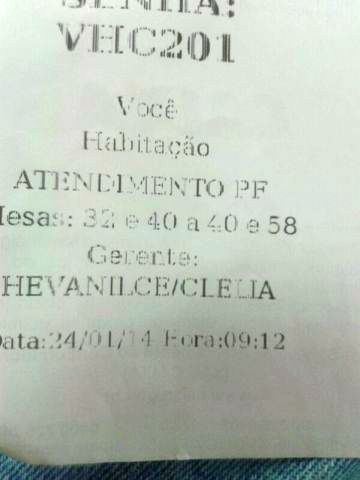 SENHA:
VHC201
Você
Habitação
ATENDIMENTO PF
Mesas: 32 e 40 a 40 e 58
Gerente:
HEVANILCE/CLELIA
Data:24/01/14 Hora:09:12